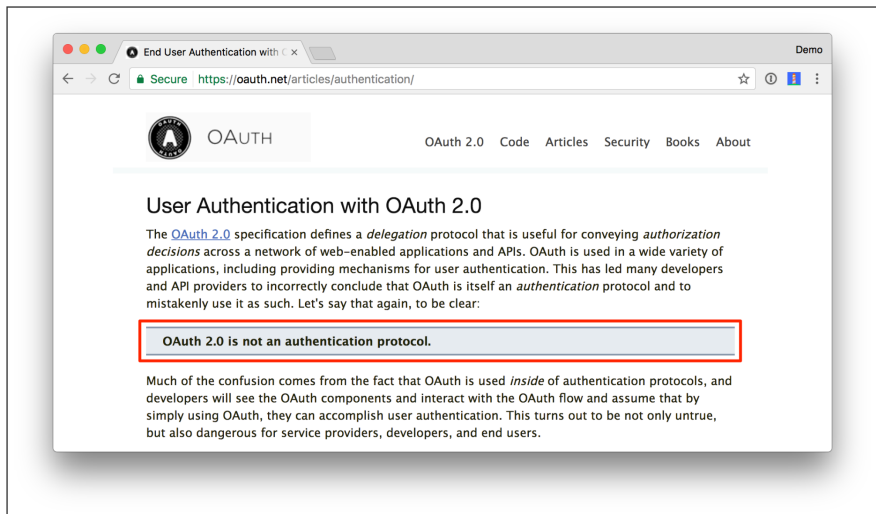 End User Authentication with
Demo
Secure https://oauth.net/articles/authentication/
OAUTH
OAUTH
A
OAUTH
OAuth 2.0 Code Articles Security Books About
User Authentication with OAuth 2.0
The OAuth 2.0 specification defines a delegation protocol that is useful for conveying authorization
decisions across a network of web-enabled applications and APIs. OAuth is used in a wide variety of
applications, including providing mechanisms for user authentication. This has led many developers
and API providers to incorrectly conclude that OAuth is itself an authentication protocol and to
mistakenly use it as such. Let's say that again, to be clear:
OAuth 2.0 is not an authentication protocol.
Much of the confusion comes from the fact that OAuth is used inside of authentication protocols, and
developers will see the OAuth components and interact with the OAuth flow and assume that by
simply using OAuth, they can accomplish user authentication. This turns out to be not only untrue,
but also dangerous for service providers, developers, and end users.